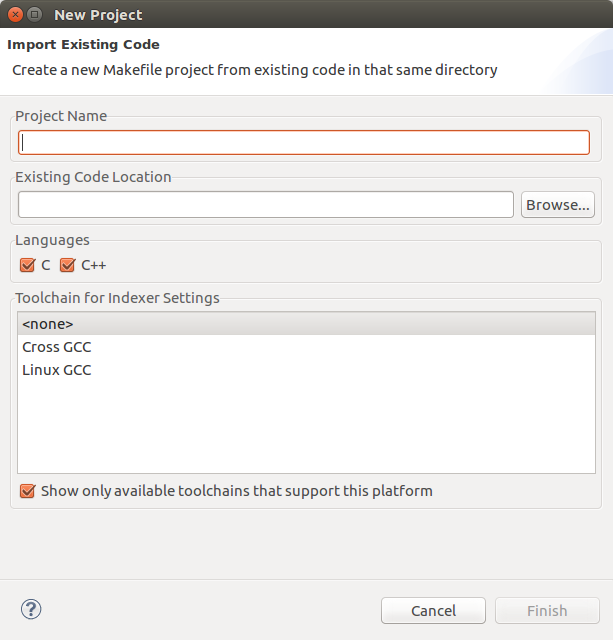 New Project
Import Existing Code
Create a new Makefile project from existing code in that same directory
Project Name
Existing Code Location
Browse...
Languages
C C++
Toolchain for Indexer Settings
<none>
Cross GCC
Linux GCC
Show only available toolchains that support this platform
? Cancel Finish